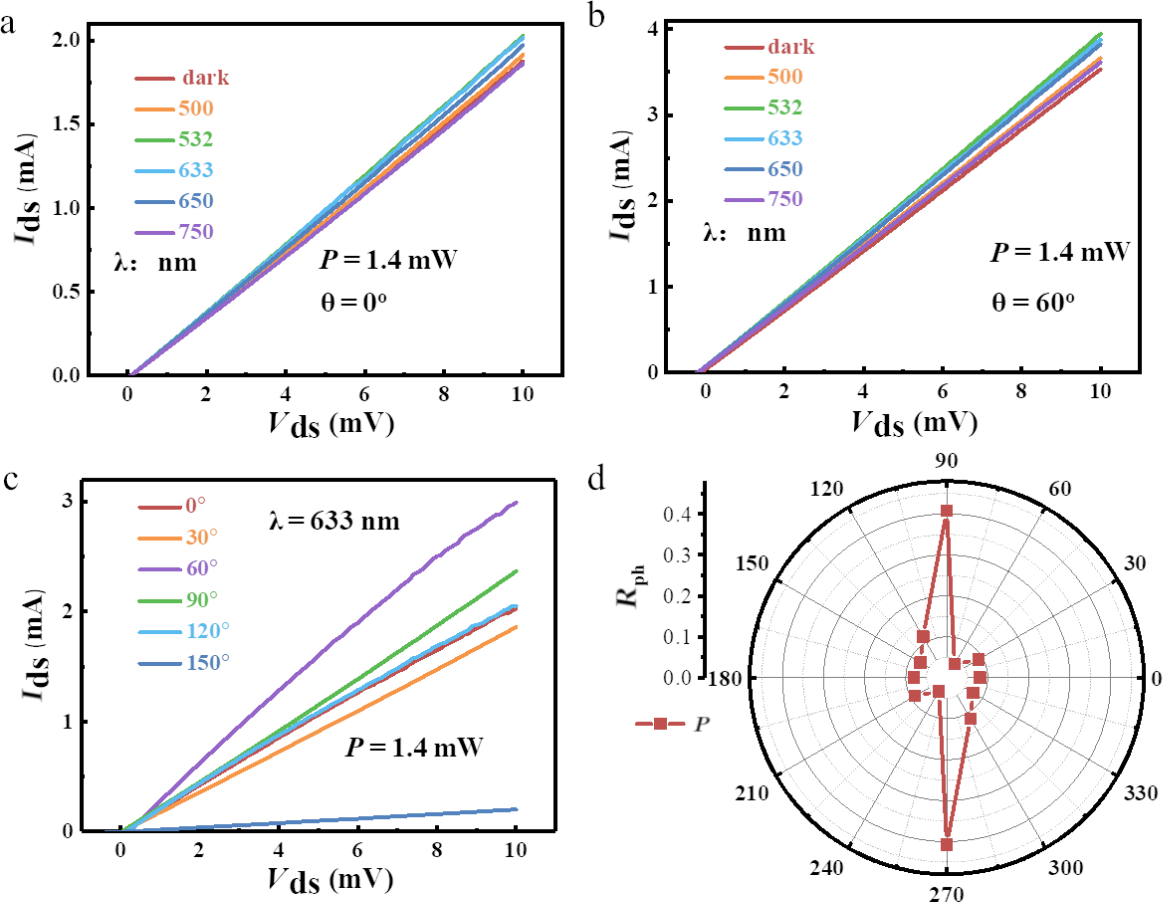 a
2.0
1.5
1.0
0.5
0.0
Ids (mA)
dark
500
532
633
650
750
λ: nm
P = 1.4 mW
θ = 0o
0 2 4 6 8 10
Vds (mV)
b
4
3
2
1
0
Ids (mA)
dark
500
532
633
650
750
λ: nm
P = 1.4 mW
θ = 60o
0 2 4 6 8 10
Vds (mV)
c
3
2
1
0
Ids (mA)
0°
30°
60°
90°
120°
150°
λ = 633 nm
P = 1.4 mW
0 2 4 6 8 10
Vds (mV)
d
0.4
0.3
0.2
0.1
0.0
Rph
P
90
120
60
150
30
180
0
210
330
240
300
270